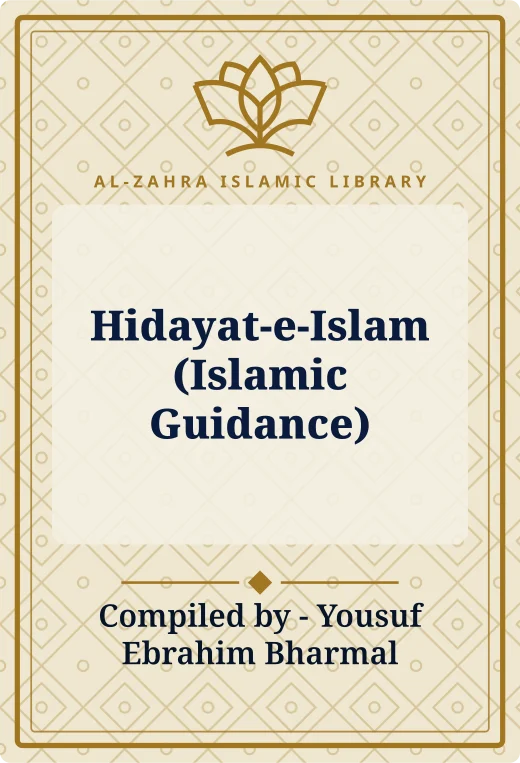 AL-ZAHRA ISLAMIC LIBRARY
Hidayat-e-Islam
(Islamic
Guidance)
Compiled by - Yousuf
Ebrahim Bharmal